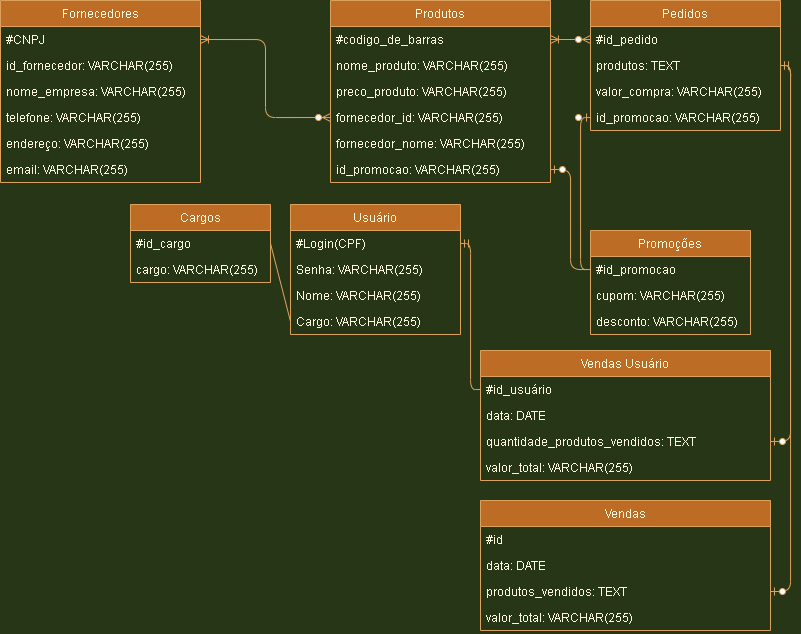 Fornecedores
#CNPJ
id_fornecedor: VARCHAR(255)
nome_empresa: VARCHAR(255)
telefone: VARCHAR(255)
endereço: VARCHAR(255)
email: VARCHAR(255)
Produtos
#codigo_de_barras
nome_produto: VARCHAR(255)
preco_produto: VARCHAR(255)
fornecedor_id: VARCHAR(255)
fornecedor_nome: VARCHAR(255)
id_promocao: VARCHAR(255)
Pedidos
#id_pedido
produtos: TEXT
valor_compra: VARCHAR(255)
id_promocao: VARCHAR(255)
Cargos
#id_cargo
cargo: VARCHAR(255)
Usuário
#Login(CPF)
Senha: VARCHAR(255)
Nome: VARCHAR(255)
Cargo: VARCHAR(255)
Promoções
#id_promocao
cupom: VARCHAR(255)
desconto: VARCHAR(255)
Vendas Usuário
#id_usuário
data: DATE
quantidade_produtos_vendidos: TEXT
valor_total: VARCHAR(255)
Vendas
#id
data: DATE
produtos_vendidos: TEXT
valor_total: VARCHAR(255)